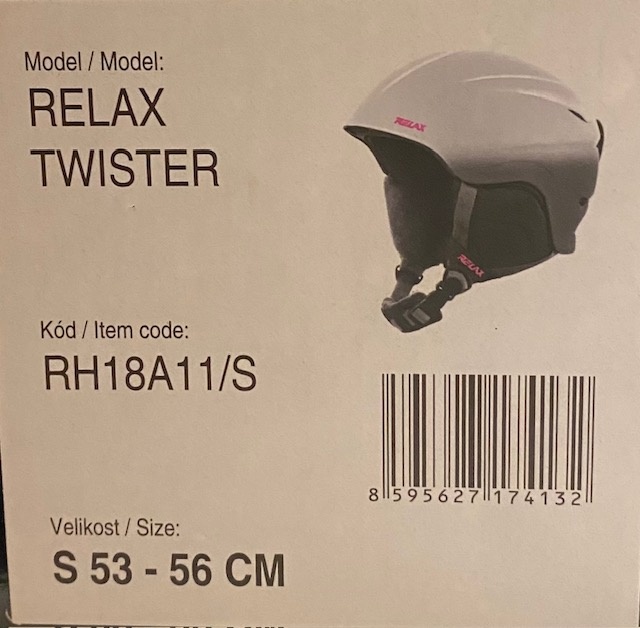 Model / Model:
RELAX
TWISTER
RELAX
RELAX
Kód / Item code:
RH18A11/S
8 595627 174132
Velikost / Size:
S 53 - 56 CM